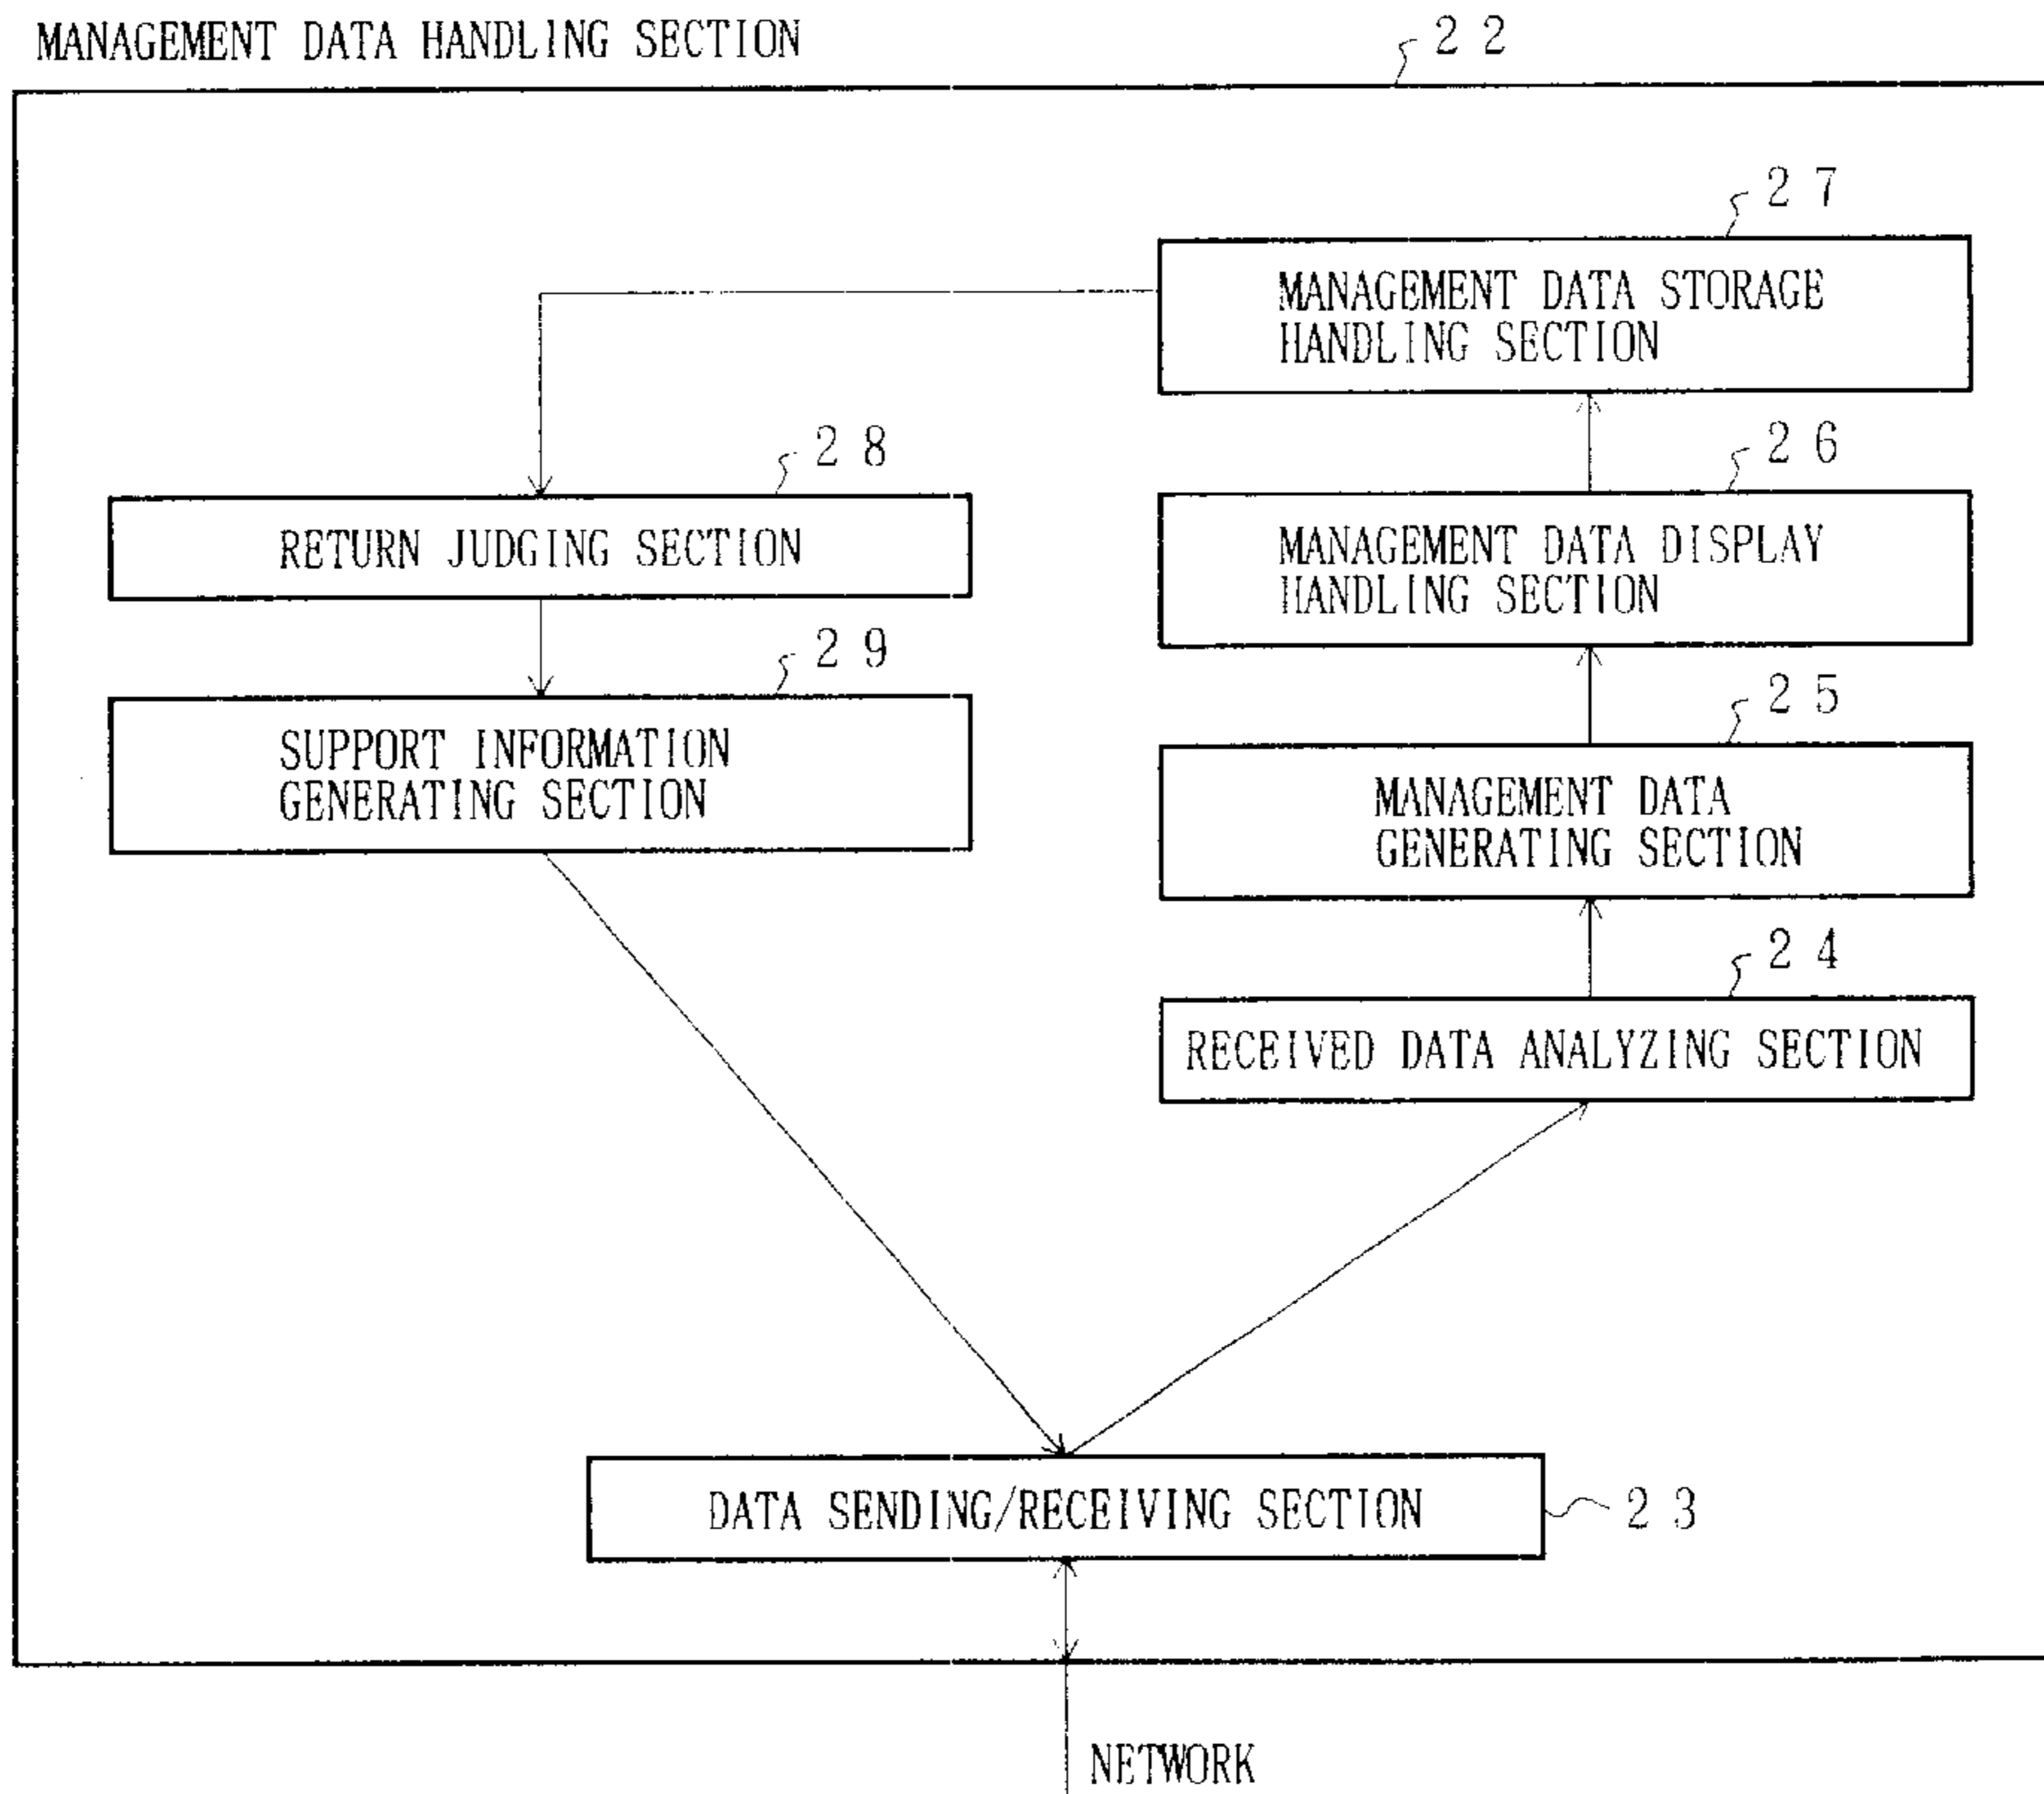 MANAGEMENT DATA HANDLING SECTION
22
27
MANAGEMENT DATA STORAGE
HANDLING SECTION
28
RETURN JUDGING SECTION
26
MANAGEMENT DATA DISPLAY
HANDLING SECTION
29
SUPPORT INFORMATION
GENERATING SECTION
25
MANAGEMENT DATA
GENERATING SECTION
24
RECEIVED DATA ANALYZING SECTION
DATA SENDING/RECEIVING SECTION
23
NETWORK